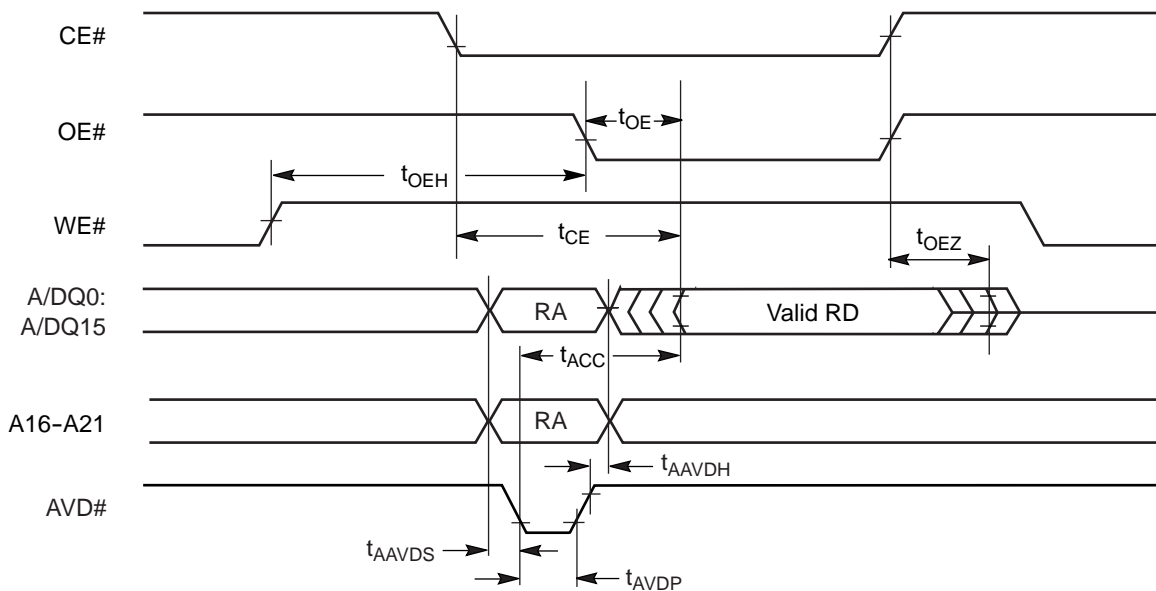 CE#
OE#
tOE
tOEH
WE#
tCE
tOEZ
A/DQ0:
A/DQ15
RA
Valid RD
tACC
A16-A21
RA
tAAVDH
AVD#
tAAVDS
tAVDP